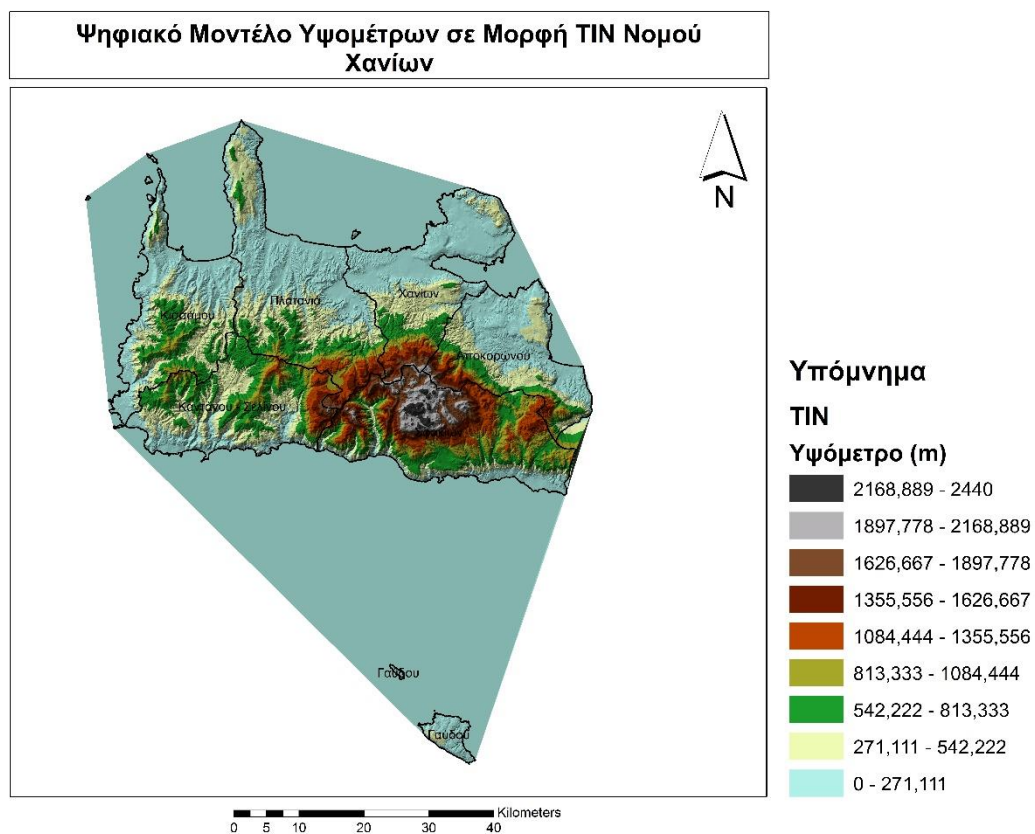 Ψηφιακό Μοντέλο Υψομέτρων σε Μορφή TIN Νομού
Χανίων
N
Πλατανιά
Χανίων
Κισσάμου
Αποκορώνου
Καντάνου - Σελίνου
Γαύδου
Γαύδου
Kilometers
0 5 10 20 30 40
Υπόμνημα
TIN
Υψόμετρο (m)
2168,889 - 2440
1897,778 - 2168,889
1626,667 - 1897,778
1355,556 - 1626,667
1084,444 - 1355,556
813,333 - 1084,444
542,222 - 813,333
271,111 - 542,222
0 - 271,111